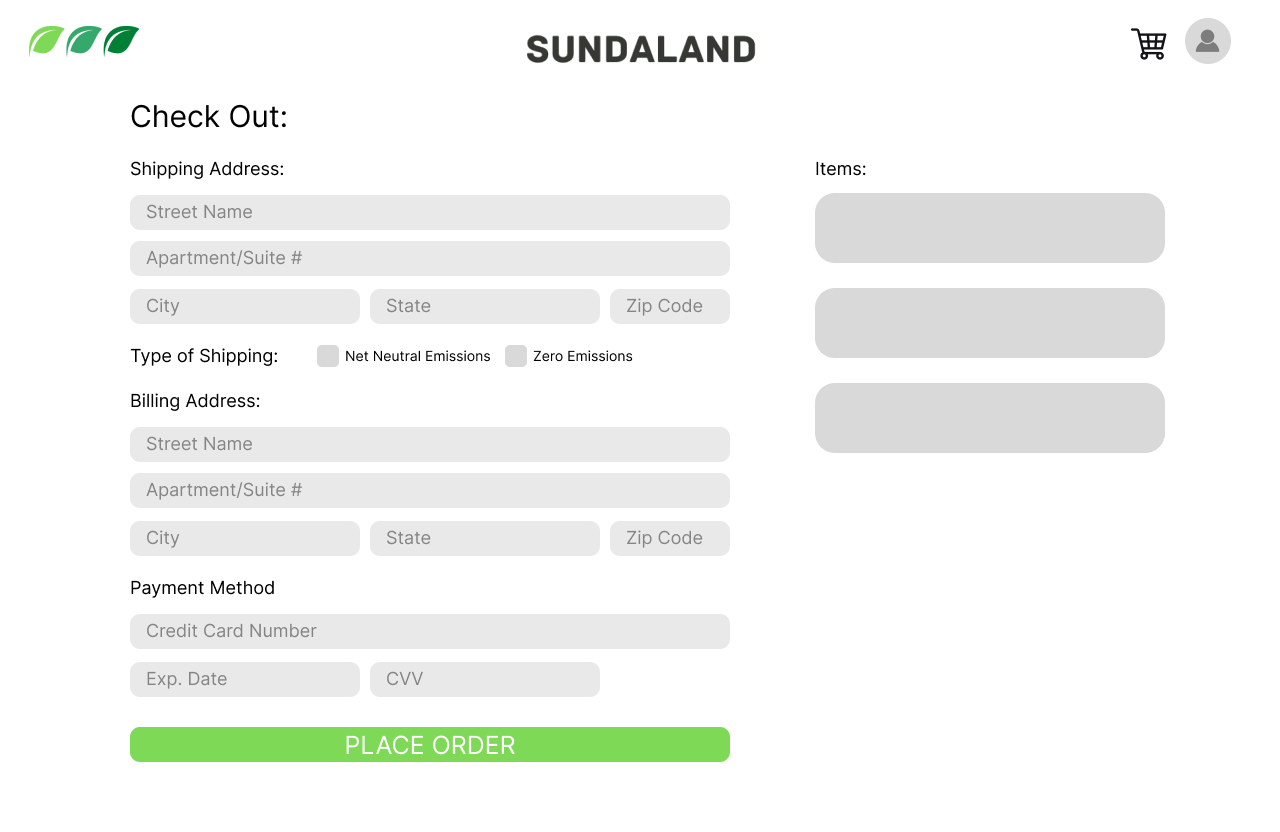 SUNDALAND
Check Out:
Shipping Address:
Street Name
Apartment/Suite #
City State Zip Code
Type of Shipping: Net Neutral Emissions Zero Emissions
Billing Address:
Street Name
Apartment/Suite #
City State Zip Code
Payment Method
Credit Card Number
Exp. Date CVV
PLACE ORDER
Items: